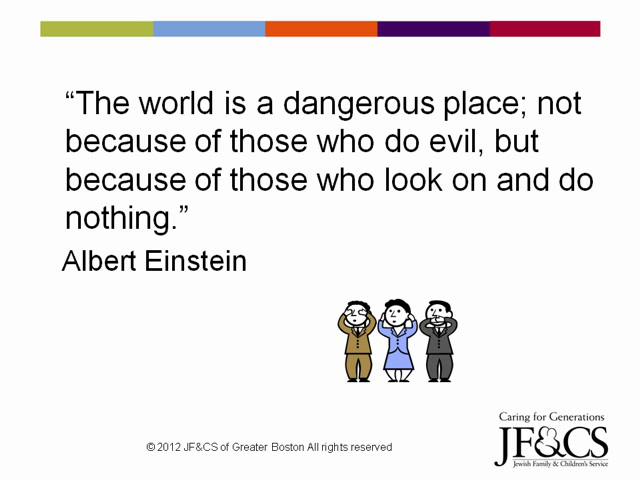 “The world is a dangerous place; not
because of those who do evil, but
because of those who look on and do
nothing.”
Albert Einstein
Caring for Generations
JF&CS
Jewish Family & Children's Service
© 2012 JF&CS of Greater Boston All rights reserved